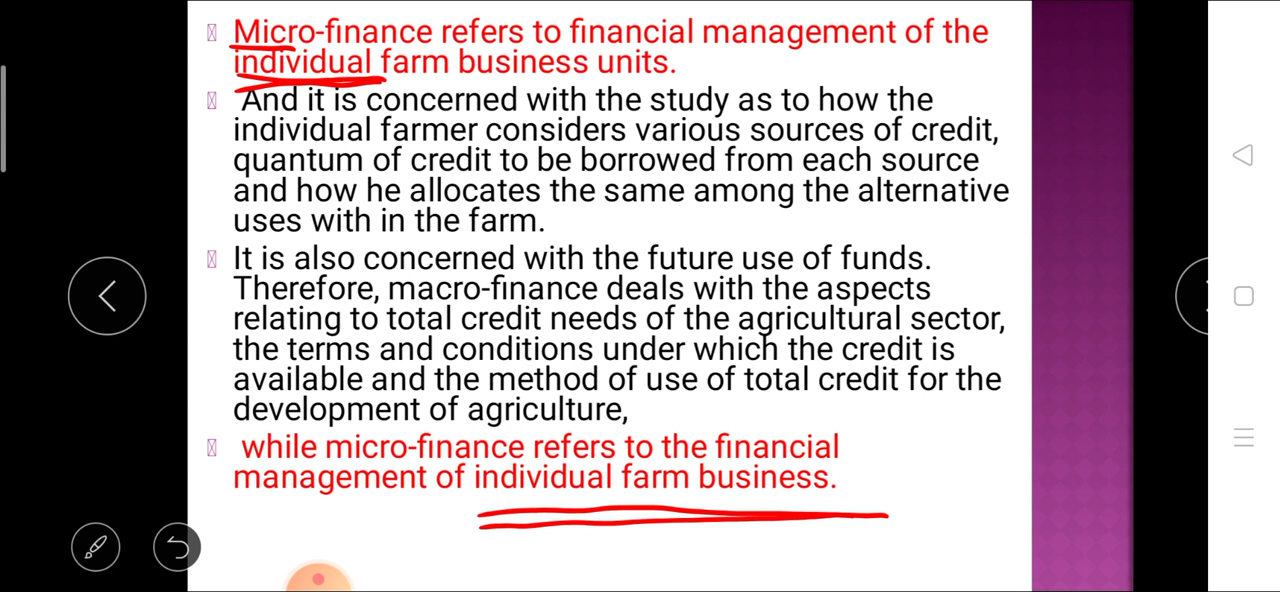 Micro-finance refers to financial management of the
individual farm business units.
And it is concerned with the study as to how the
individual farmer considers various sources of credit,
quantum of credit to be borrowed from each source
and how he allocates the same among the alternative
uses with in the farm.
It is also concerned with the future use of funds.
Therefore, macro-finance deals with the aspects
relating to total credit needs of the agricultural sector,
the terms and conditions under which the credit is
available and the method of use of total credit for the
development of agriculture,
while micro-finance refers to the financial
management of individual farm business.